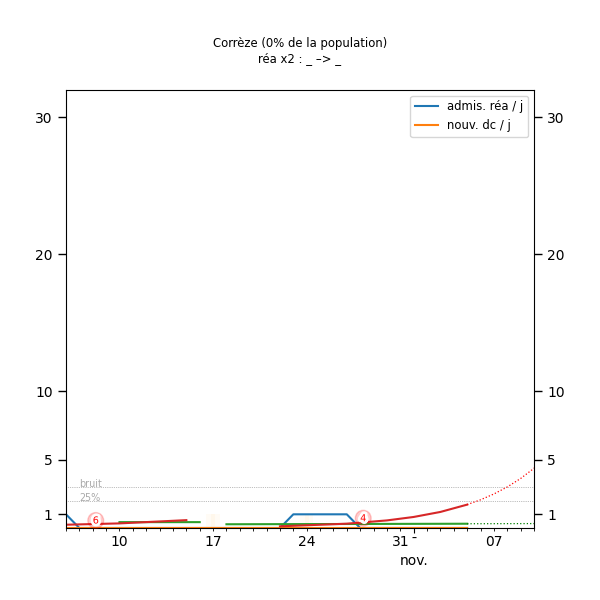 Corrèze (0% de la population)
réa x2 : _ –> _
admis. réa / j
nouv. dc / j
30 30
20 20
10 10
5 5
bruit
25%
1 1
6 4
10 17 24 31 07
nov.